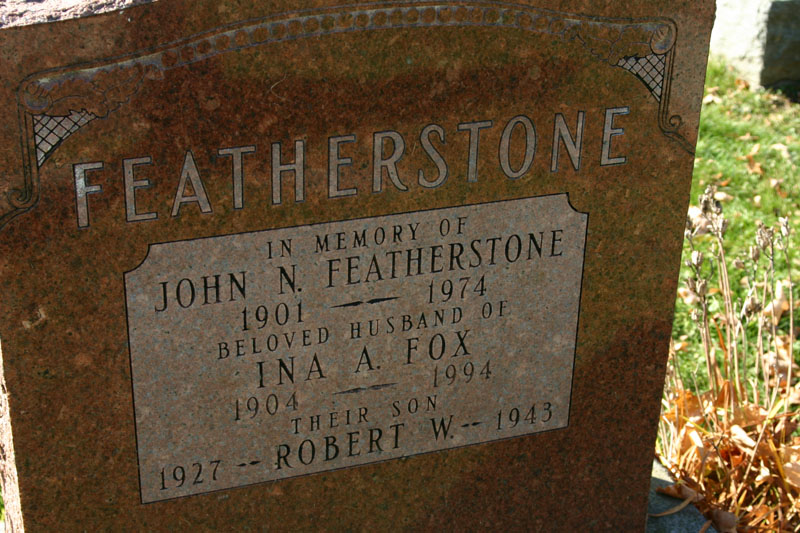 FEATHERSTONE
IN MEMORY OF
JOHN N. FEATHERSTONE
1901 — 1974
BELOVED HUSBAND OF
INA A. FOX
1904 — 1994
THEIR SON
1927 -- ROBERT W. -- 1943